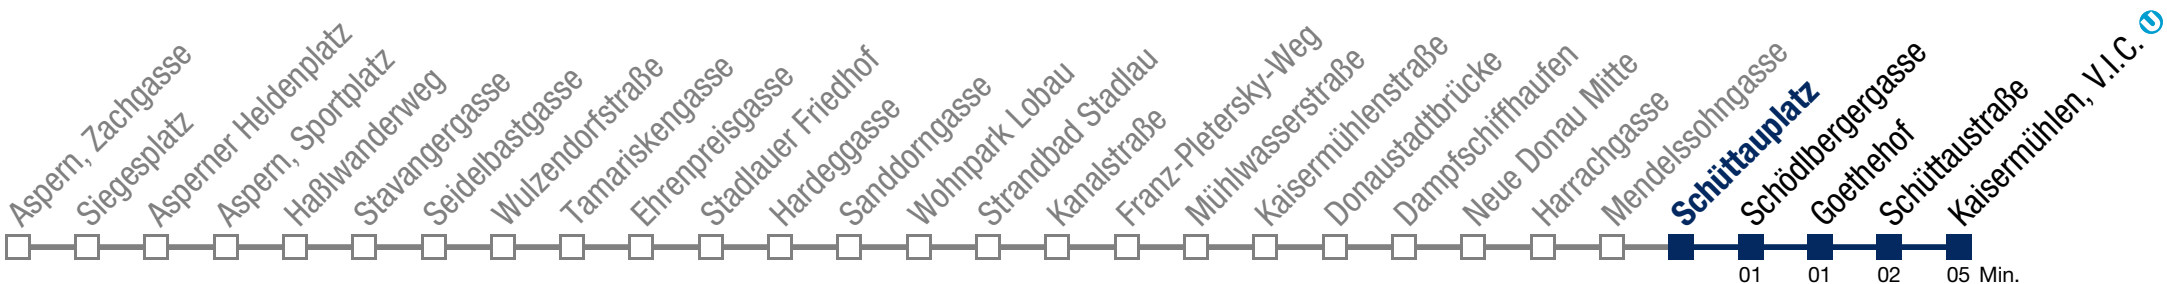 Aspern, Zachgasse
Siegesplatz
Asperner Heldenplatz
Aspern, Sportplatz
Haßlwanderweg
Stavangergasse
Seidelbastgasse
Wulzendorfstraße
Tamariskengasse
Ehrenpreisgasse
Stadlauer Friedhof
Hardeggasse
Sanddorngasse
Wohnpark Lobau
Strandbad Stadlau
Kanalstraße
Franz-Pletersky-Weg
Mühlwasserstraße
Kaisermühlenstraße
Donaustadtbrücke
Dampfschiffhaufen
Neue Donau Mitte
Harrachgasse
Mendelssohngasse
Schüttauplatz
Schödlbergergasse
Goethehof
Schüttaustraße
Kaisermühlen, V.I.C. U
01 01 02 05 Min.